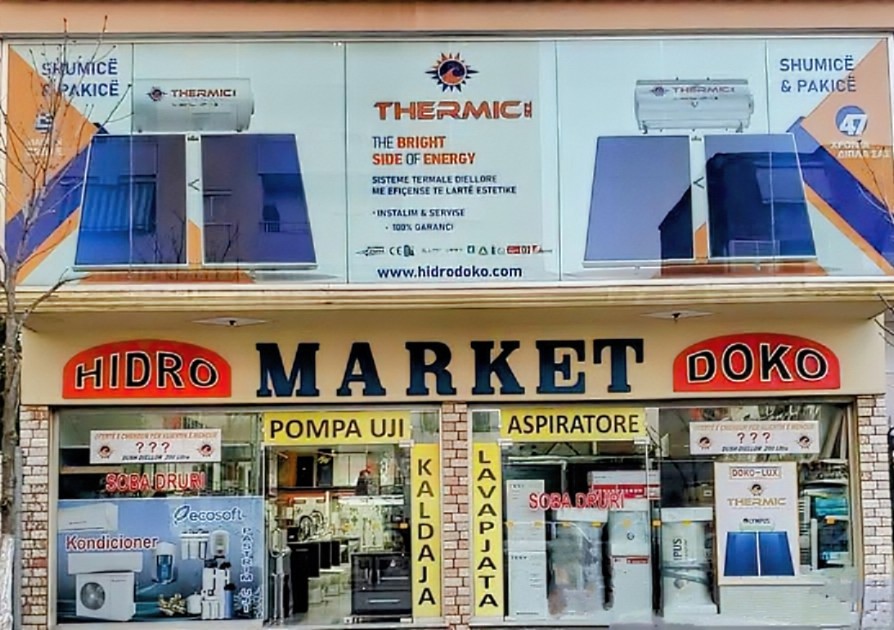 SHUMICË
& PAKICË
THERMIC
THERMIC
THE BRIGHT
SIDE OF ENERGY
SISTEME TERMALE DIELLORE
ME EFIÇENSE TE LARTË ESTETIKE
· INSTALIM & SERVISE
- 100% GARANCI
CE
www.hidrodoko.com
THERMIC
SHUMICË
& PAKICË
47
HIDRO
MARKET
DOKO
???
SOBA DRURI
ecosoft
Kondicioner
POMPA UJI
KALDAJA
LAVAPJATA
ASPIRATORE
SOBA DRURI
???
DOKO-LUX
THERMIC
OLYMPUS